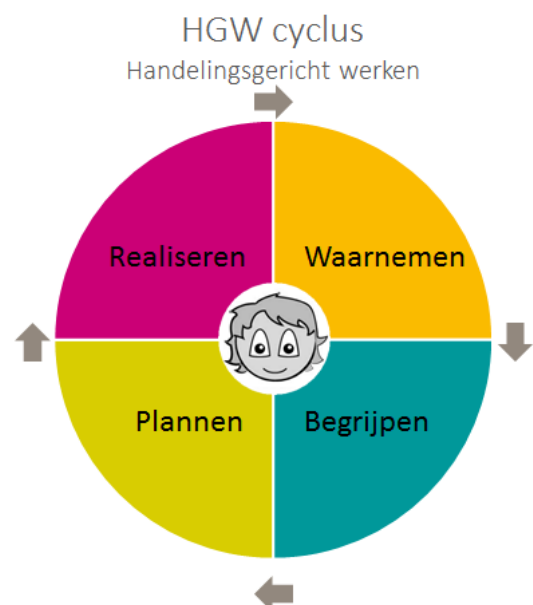 HGW cyclus
Handelingsgericht werken
Realiseren
Waarnemen
Plannen
Begrijpen